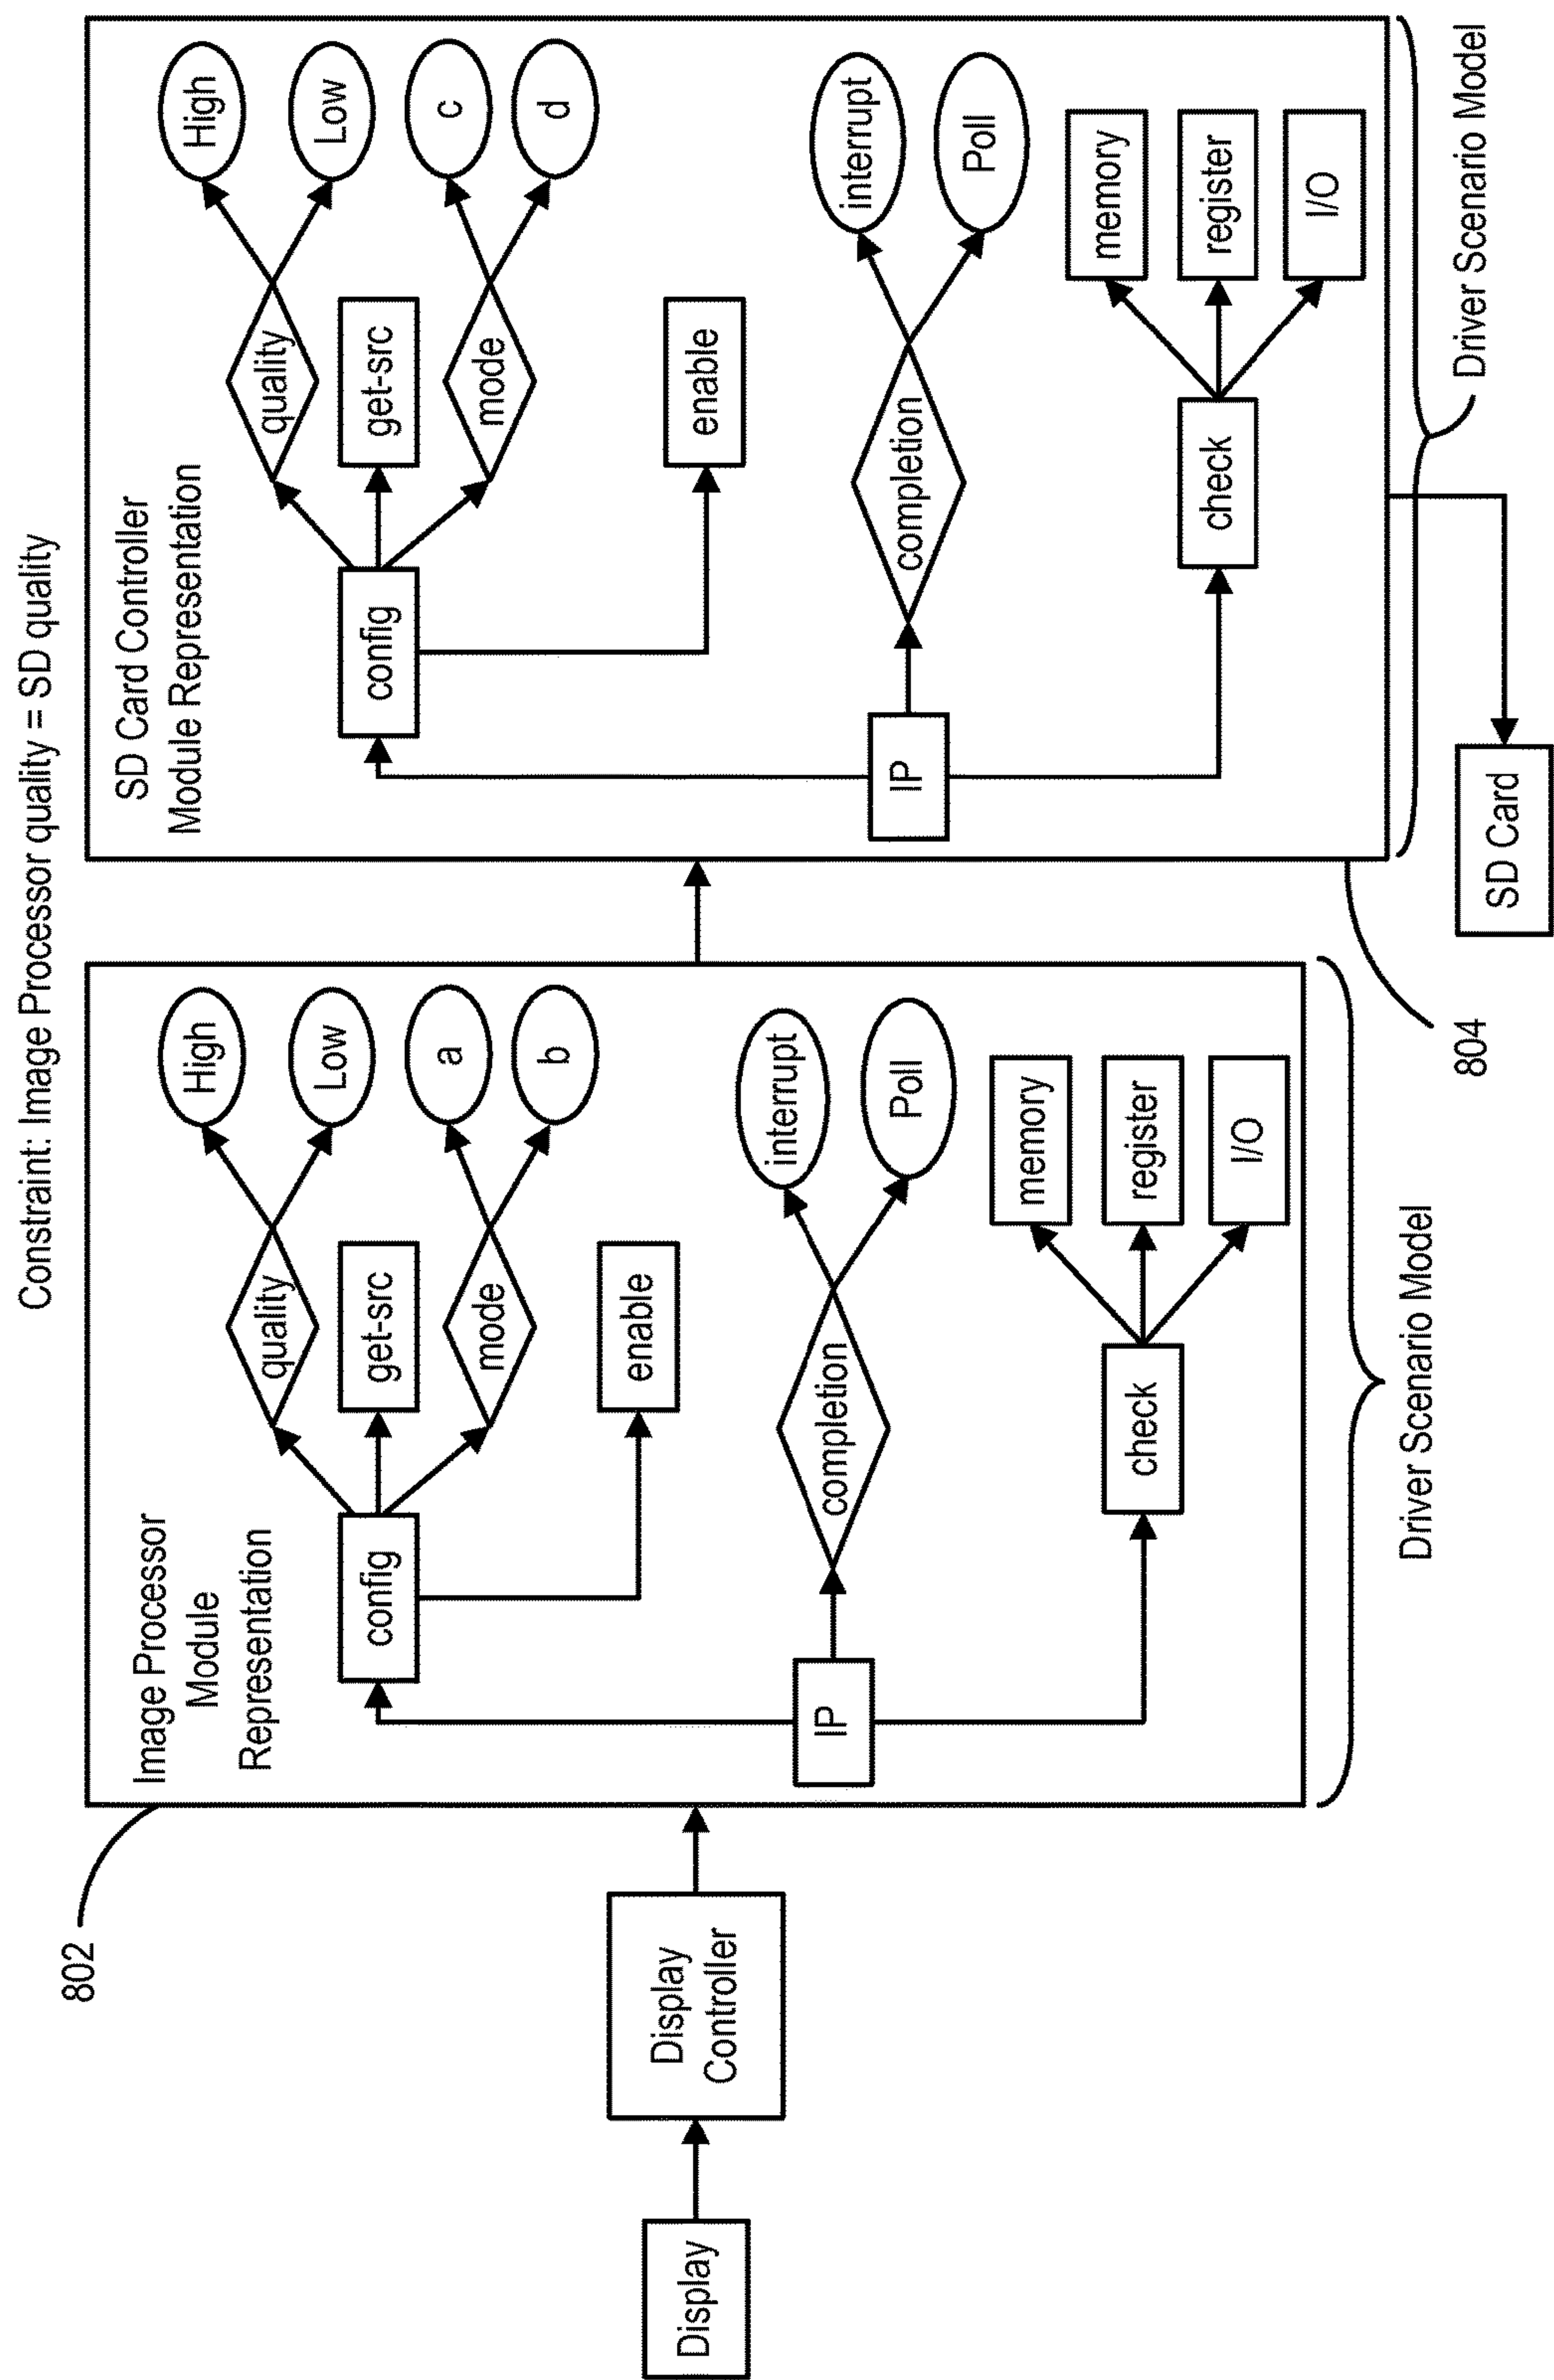 Constraint: Image Processor quality = SD quality
802
Image Processor
Module
Representation
config
quality
High
Low
get-src
mode
a
b
enable
IP
completion
interrupt
Poll
check
memory
register
I/O
Driver Scenario Model
Display
Display
Controller
SD Card Controller
Module Representation
config
quality
High
Low
get-src
mode
c
d
enable
IP
completion
interrupt
Poll
check
memory
register
I/O
804
Driver Scenario Model
SD Card